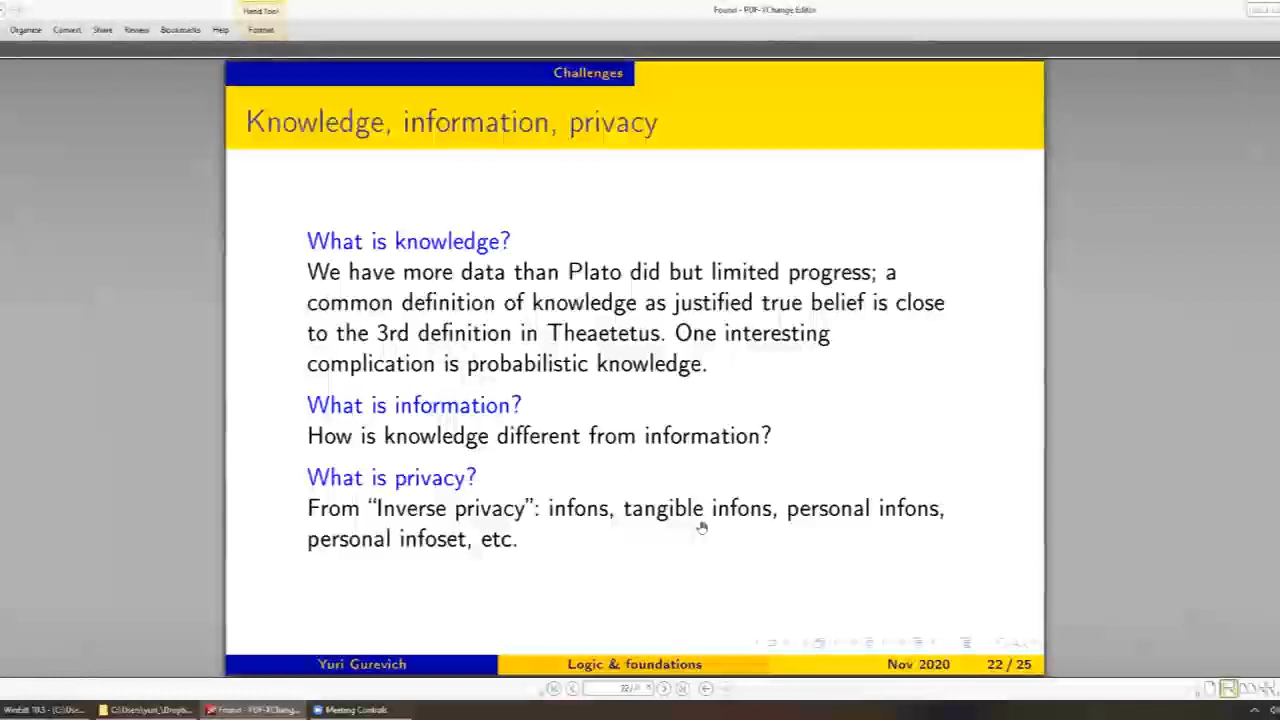 Hand Tool
Found - PDF-XChange Editor
Organize Convert Share Review Bookmarks Help Format
Challenges
Knowledge, information, privacy
What is knowledge?
We have more data than Plato did but limited progress; a
common definition of knowledge as justified true belief is close
to the 3rd definition in Theaetetus. One interesting
complication is probabilistic knowledge.
What is information?
How is knowledge different from information?
What is privacy?
From “Inverse privacy”: infons, tangible infons, personal infons,
personal infoset, etc.
Yuri Gurevich Logic & foundations Nov 2020 22 / 25
Found - PDF-XChang... Meeting Controls